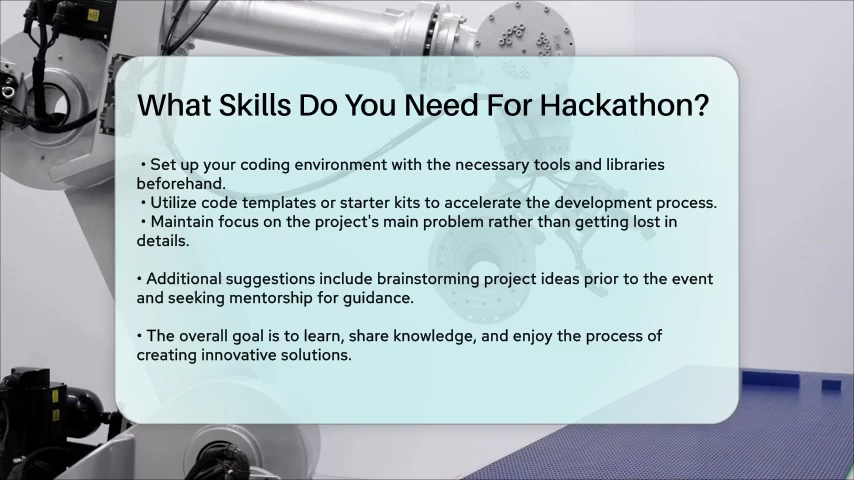 What Skills Do You Need For Hackathon?
• Set up your coding environment with the necessary tools and libraries
beforehand.
• Utilize code templates or starter kits to accelerate the development process.
• Maintain focus on the project's main problem rather than getting lost in
details.
• Additional suggestions include brainstorming project ideas prior to the event
and seeking mentorship for guidance.
• The overall goal is to learn, share knowledge, and enjoy the process of
creating innovative solutions.